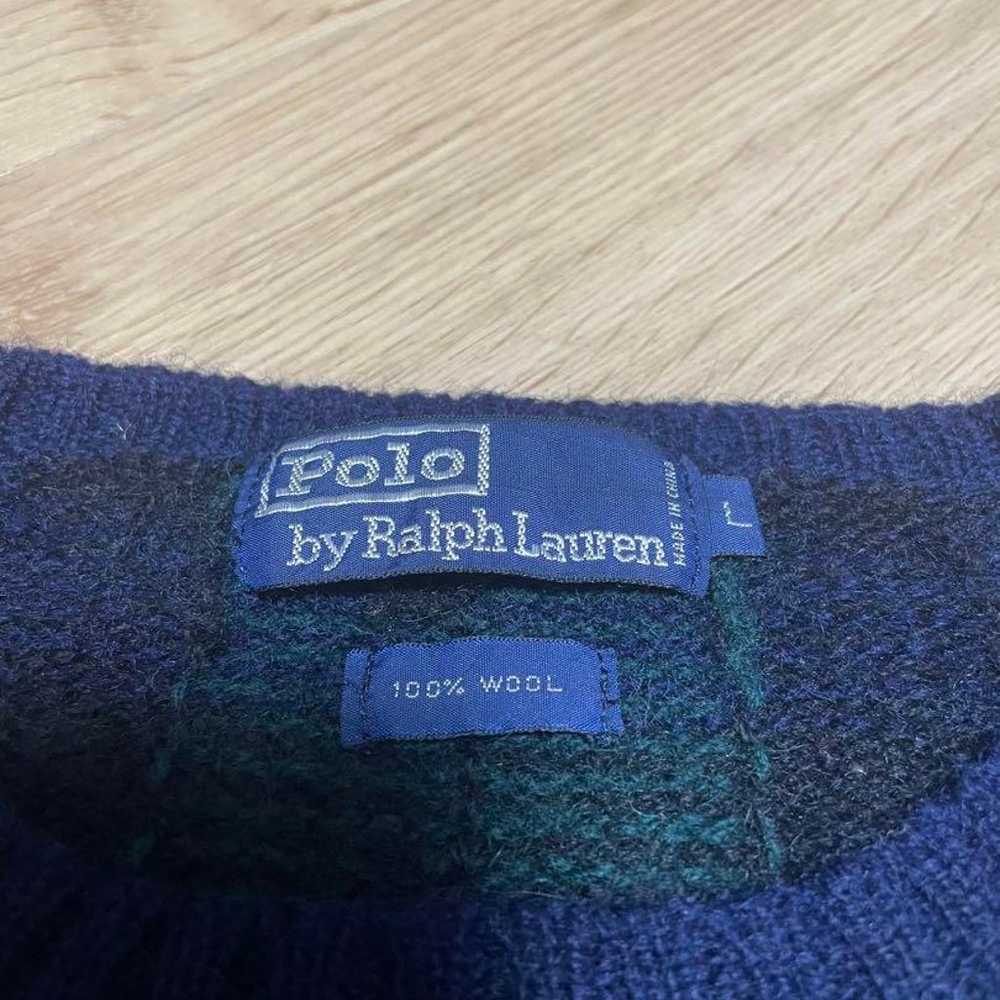 Polo
by Ralph Lauren
MADE IN CHINA
L
100% WOOL